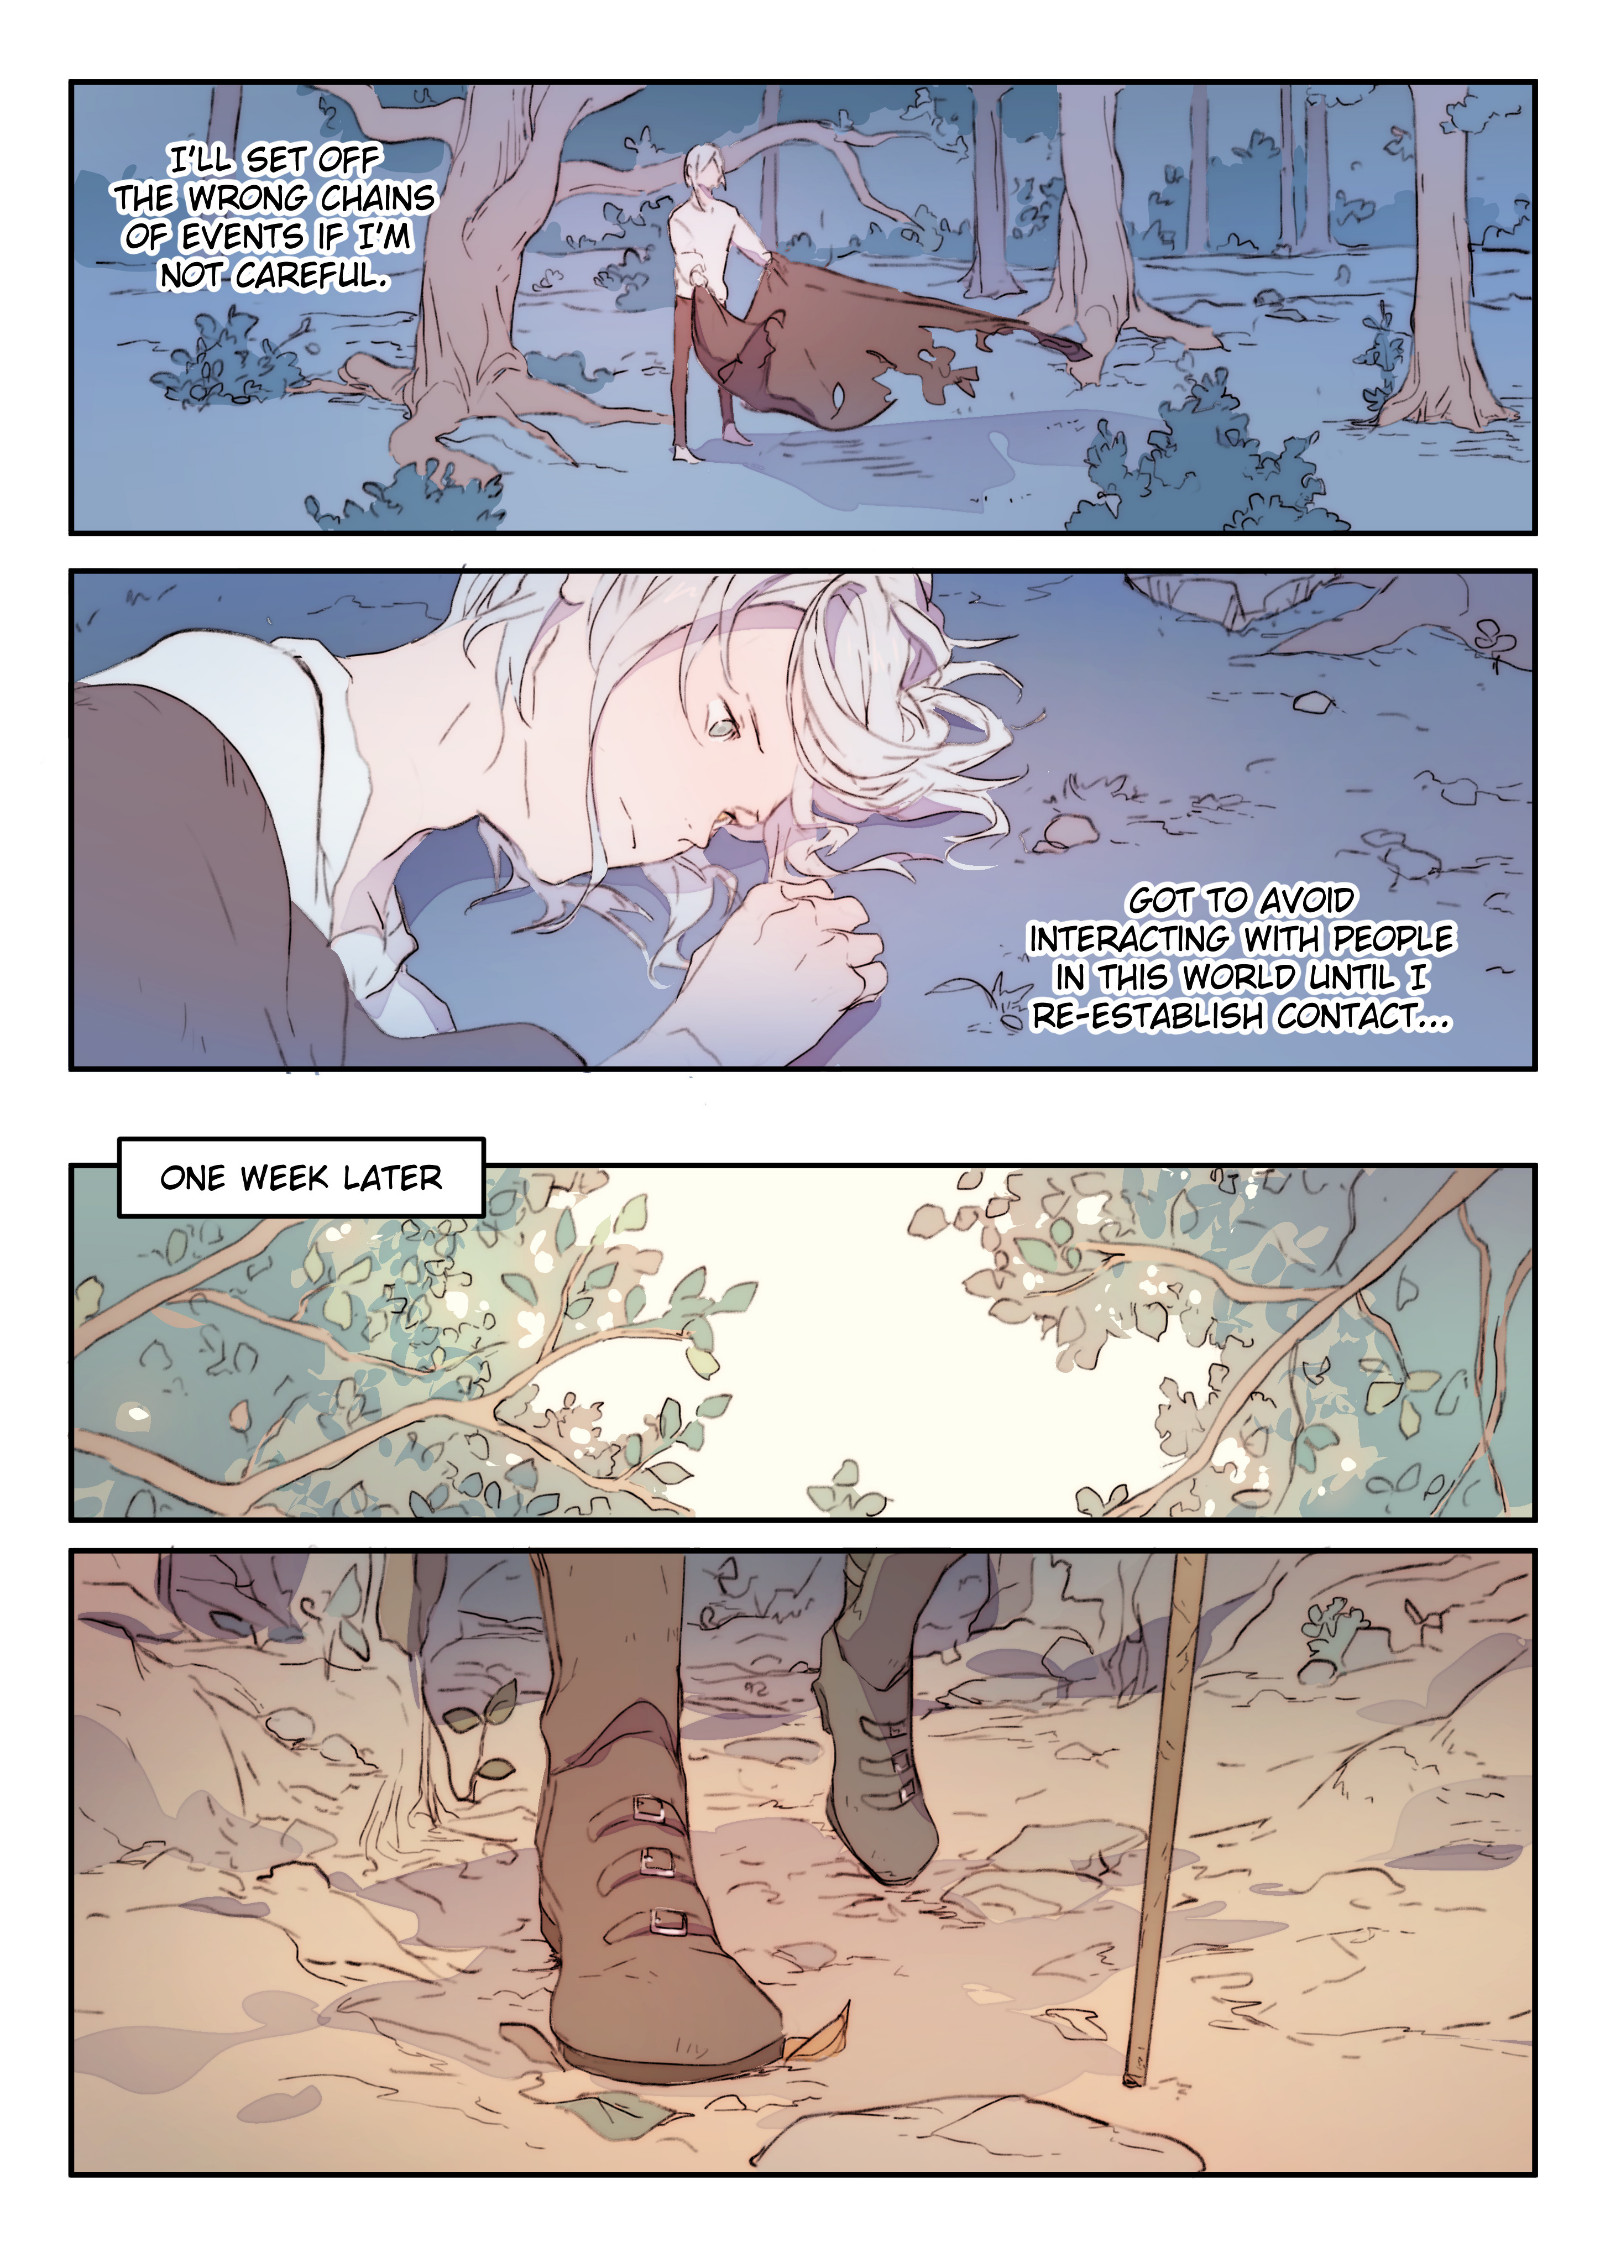 I'LL SET OFF
THE WRONG CHAINS
OF EVENTS IF I'M
NOT CAREFUL.
GOT TO AVOID
INTERACTING WITH PEOPLE
IN THIS WORLD UNTIL I
RE-ESTABLISH CONTACT...
ONE WEEK LATER